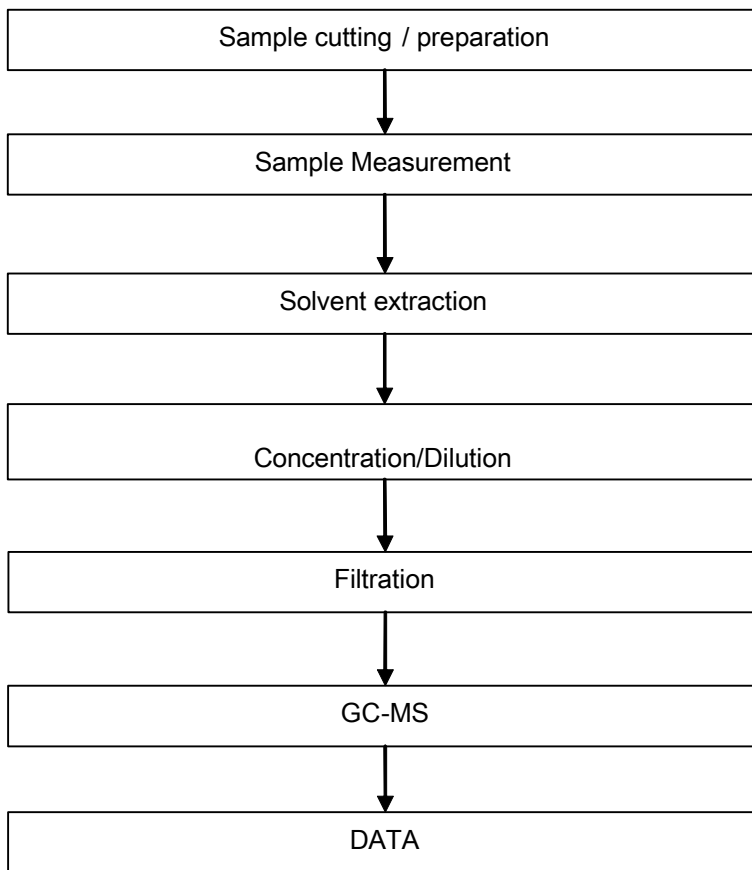 Sample cutting / preparation
Sample Measurement
Solvent extraction
Concentration/Dilution
Filtration
GC-MS
DATA